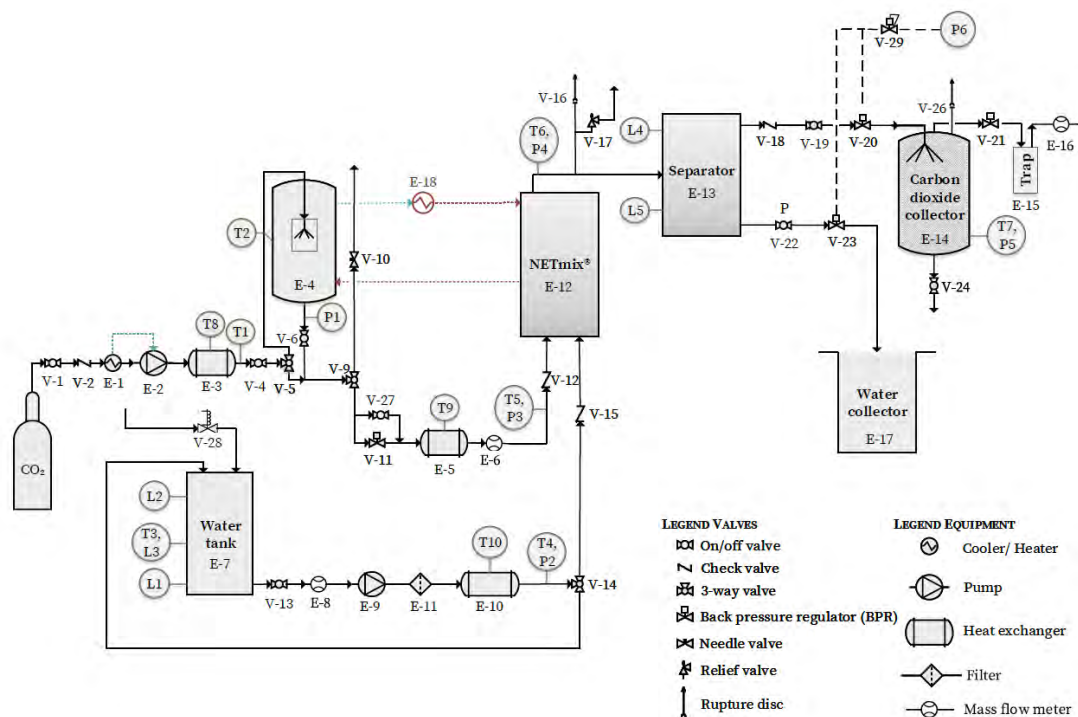 P6
V-29
V-16
V-17
T6,
P4
L4
Separator
E-13
L5
V-18
V-19
V-20
V-26
V-21
E-16
Trap
E-15
Carbon
dioxide
collector
E-14
T7,
P5
V-24
P
V-22
V-23
E-18
T2
E-4
V-10
NETmix®
E-12
P1
V-6
T8
T1
V-1
V-2
E-1
E-2
E-3
V-4
V-5
V-9
V-12
V-27
T9
T5,
P3
V-15
V-11
E-5
E-6
Water
collector
E-17
V-28
CO₂
L2
Water
tank
E-7
T3,
L3
L1
T10
T4,
P2
V-13
E-8
E-9
E-11
E-10
V-14
LEGEND VALVES
On/off valve
Check valve
3-way valve
Back pressure regulator (BPR)
Needle valve
Relief valve
Rupture disc
LEGEND EQUIPMENT
Cooler/ Heater
Pump
Heat exchanger
Filter
Mass flow meter